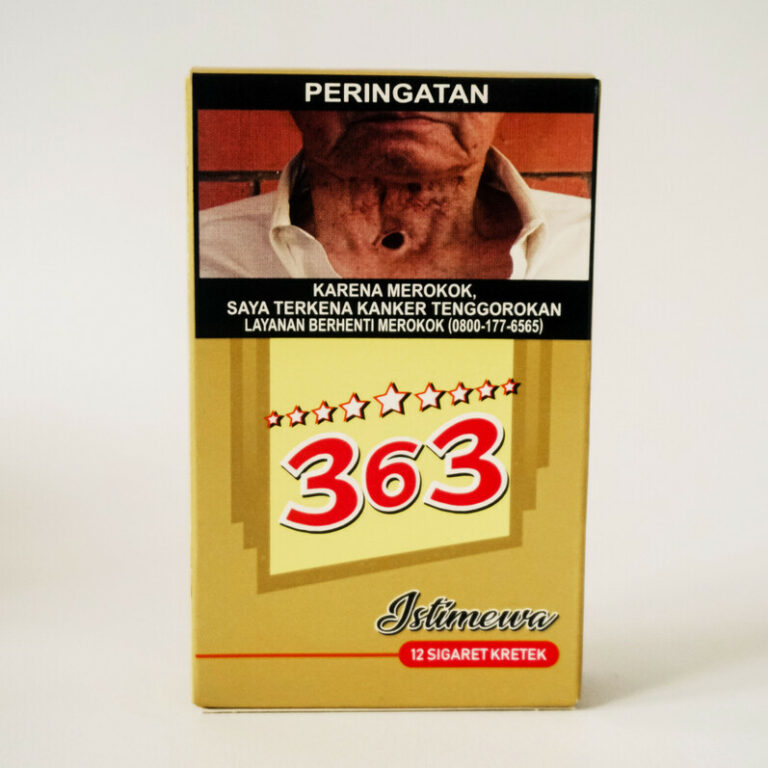 PERINGATAN
KARENA MEROKOK,
SAYA TERKENA KANKER TENGGOROKAN
LAYANAN BERHENTI MEROKOK (0800-177-6565)
363
Istimewa
12 SIGARET KRETEK